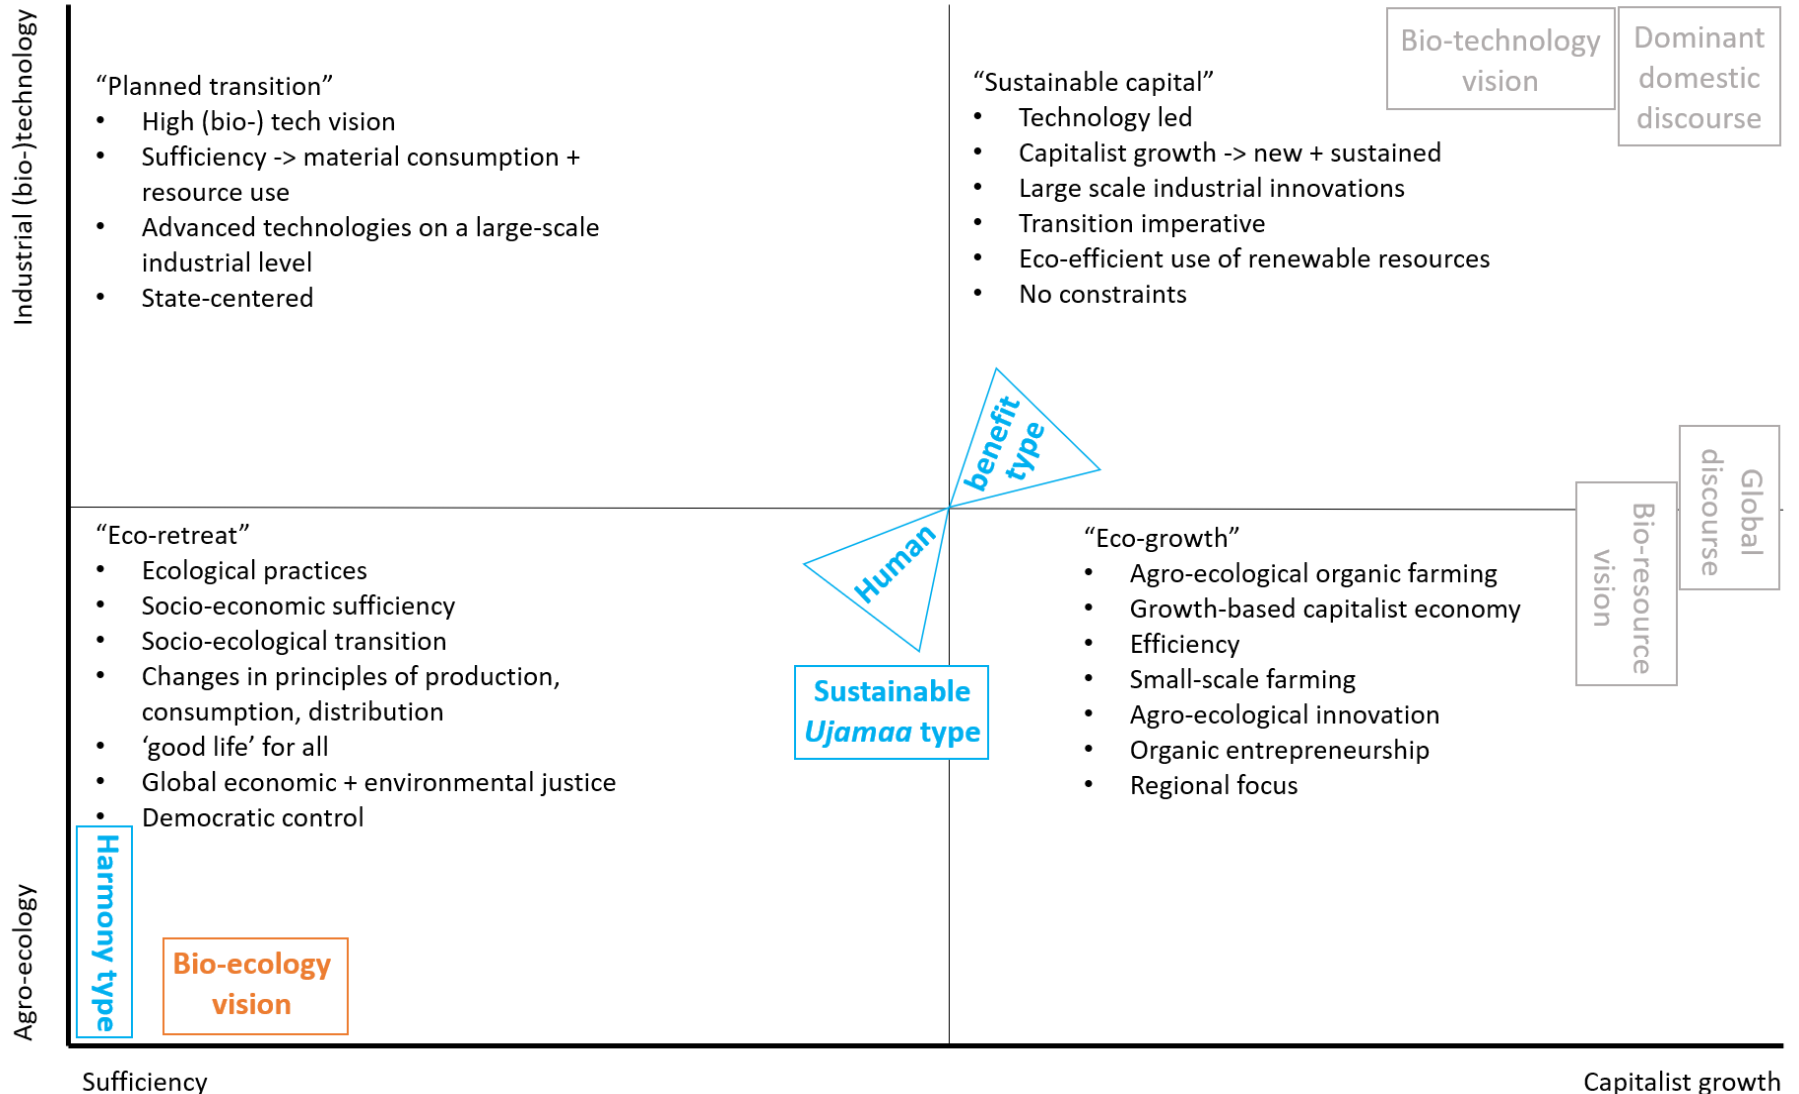 Industrial (bio-)technology
“Planned transition”
• High (bio-) tech vision
• Sufficiency -> material consumption +
resource use
• Advanced technologies on a large-scale
industrial level
• State-centered
“Sustainable capital”
• Technology led
• Capitalist growth -> new + sustained
• Large scale industrial innovations
• Transition imperative
• Eco-efficient use of renewable resources
• No constraints
Bio-technology
vision
Dominant
domestic
discourse
benefit
type
Human
Global
discourse
Bio-resource
vision
“Eco-retreat”
• Ecological practices
• Socio-economic sufficiency
• Socio-ecological transition
• Changes in principles of production,
consumption, distribution
• ‘good life’ for all
• Global economic + environmental justice
• Democratic control
Sustainable
Ujamaa type
“Eco-growth”
• Agro-ecological organic farming
• Growth-based capitalist economy
• Efficiency
• Small-scale farming
• Agro-ecological innovation
• Organic entrepreneurship
• Regional focus
Agro-ecology
Harmony type
Bio-ecology
vision
Sufficiency
Capitalist growth